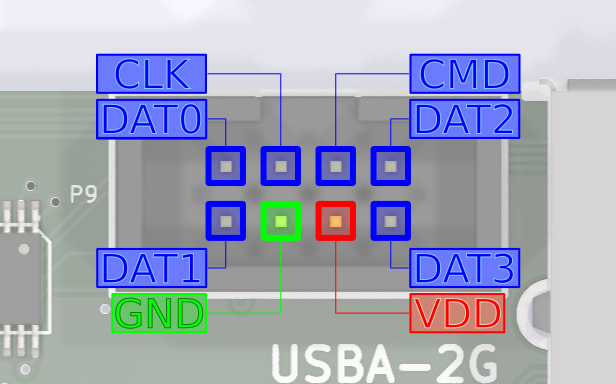 CLK
CMD
DAT0
DAT2
P9
DAT1
DAT3
GND
VDD
USBA-2G